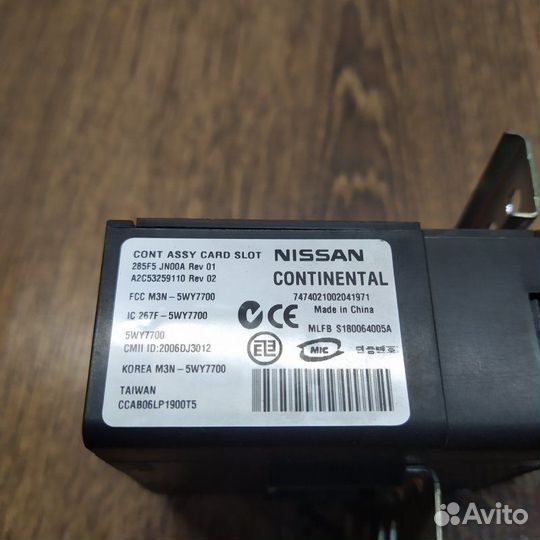 CONT ASSY CARD SLOT NISSAN
285F5 JN00A Rev 01
A2C53259110 Rev 02
CONTINENTAL
FCC M3N-5WY7700
7474021002041971
Made in China
IC 267F-5WY7700
CE
MLFB S180064005A
5WY7700
CMII ID:2006DJ3012
MIC
KOREA M3N-5WY7700
TAIWAN
CCAB06LP1900T5
Avito